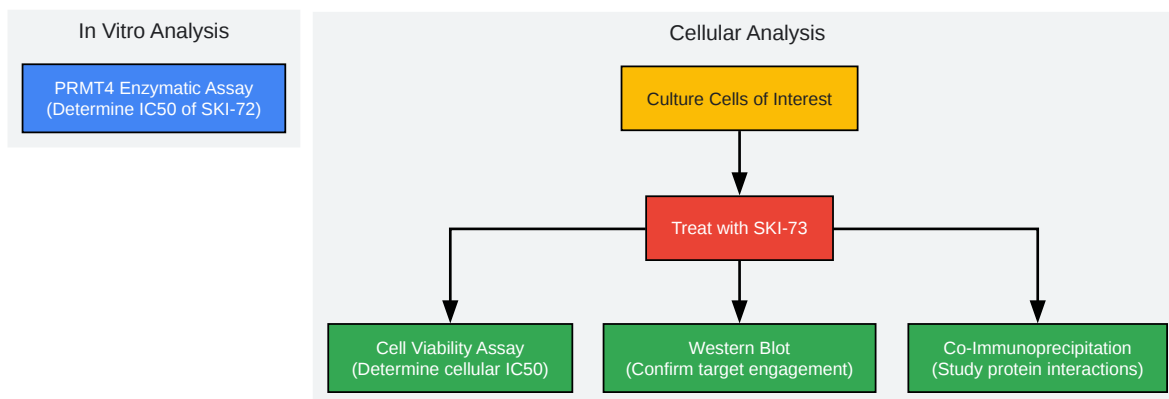 In Vitro Analysis
PRMT4 Enzymatic Assay
(Determine IC50 of SKI-72)
Cellular Analysis
Culture Cells of Interest
Treat with SKI-73
Cell Viability Assay
(Determine cellular IC50)
Western Blot
(Confirm target engagement)
Co-Immunoprecipitation
(Study protein interactions)